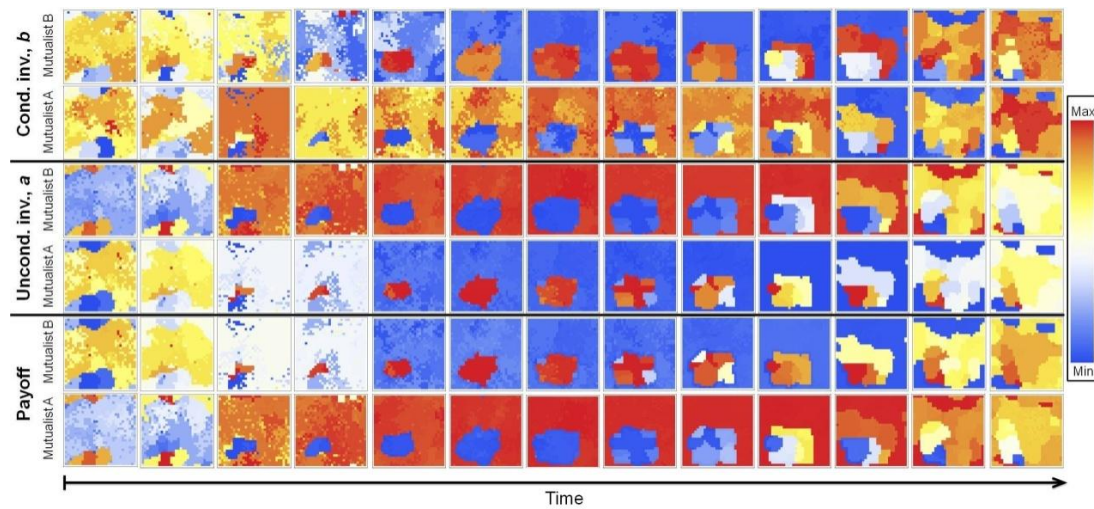 Cond. inv., b
Mutualist B
Mutualist A
Uncond. inv., a
Mutualist B
Mutualist A
Payoff
Mutualist B
Mutualist A
Max
Min
Time